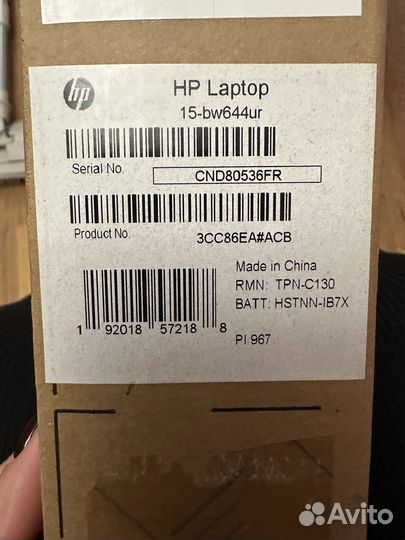 hp
HP Laptop
15-bw644ur
Serial No.
CND80536FR
Product No.
3CC86EA#ACB
Made in China
RMN: TPN-C130
BATT: HSTNN-IB7X
1 92018 57218 8
PI 967
Avito